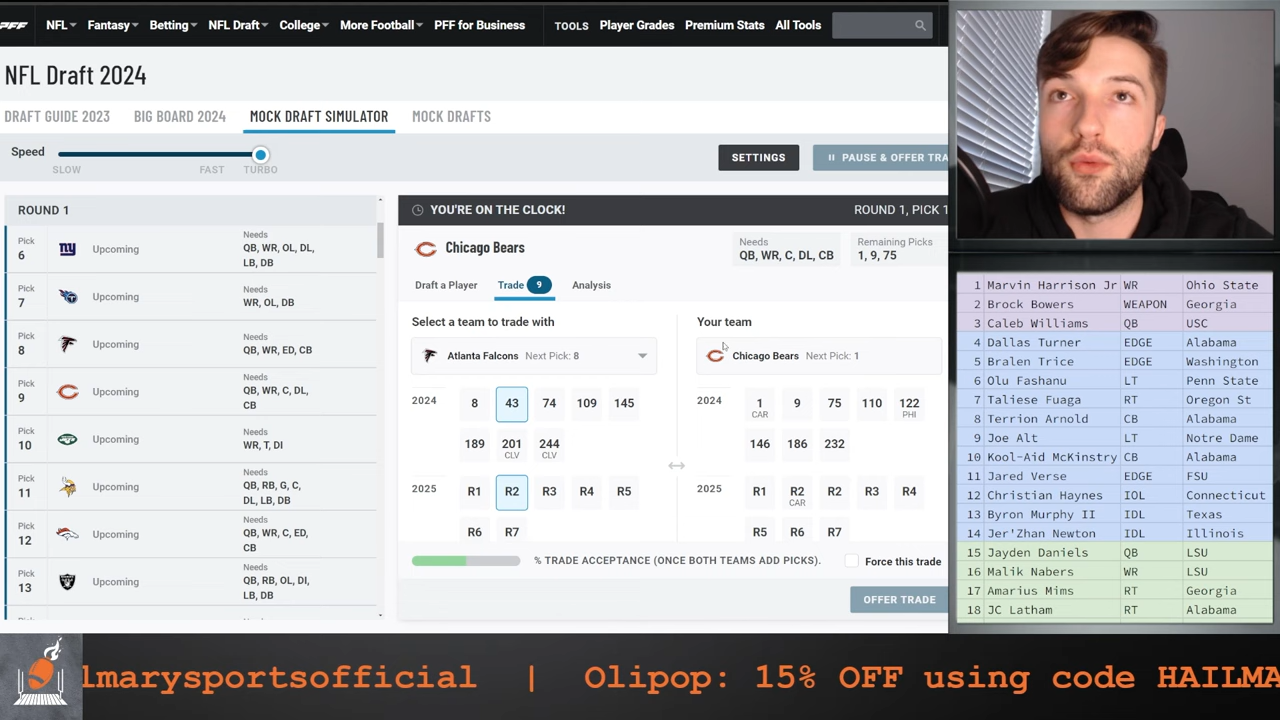 PFF NFL Fantasy Betting NFL Draft College More Football PFF for Business TOOLS Player Grades Premium Stats All Tools
NFL Draft 2024
DRAFT GUIDE 2023 BIG BOARD 2024 MOCK DRAFT SIMULATOR MOCK DRAFTS
Speed
SLOW FAST TURBO
SETTINGS
PAUSE & OFFER TRA
ROUND 1
Pick 6 Upcoming
Needs
QB, WR, OL, DL,
LB, DB
Pick 7 Upcoming
Needs
WR, OL, DB
Pick 8 Upcoming
Needs
QB, WR, ED, CB
Pick 9 Upcoming
Needs
QB, WR, C, DL,
CB
Pick 10 Upcoming
Needs
WR, T, DI
Pick 11 Upcoming
Needs
QB, RB, G, C,
DL, LB, DB
Pick 12 Upcoming
Needs
QB, WR, C, ED,
CB
Pick 13 Upcoming
Needs
QB, RB, OL, DI,
LB, DB
YOU'RE ON THE CLOCK! ROUND 1, PICK 1
Chicago Bears
Needs
QB, WR, C, DL, CB
Remaining Picks
1, 9, 75
Draft a Player Trade 9 Analysis
Select a team to trade with
Atlanta Falcons Next Pick: 8
2024 8 43 74 109 145
189 201 CLV 244 CLV
2025 R1 R2 R3 R4 R5
R6 R7
Your team
Chicago Bears Next Pick: 1
2024 1 CAR 9 75 110 122 PHI
146 186 232
2025 R1 R2 CAR R2 R3 R4
R5 R6 R7
% TRADE ACCEPTANCE (ONCE BOTH TEAMS ADD PICKS). Force this trade
OFFER TRADE
1 Marvin Harrison Jr WR Ohio State
2 Brock Bowers WEAPON Georgia
3 Caleb Williams QB USC
4 Dallas Turner EDGE Alabama
5 Bralen Trice EDGE Washington
6 Olu Fashanu LT Penn State
7 Taliese Fuaga RT Oregon St
8 Terrion Arnold CB Alabama
9 Joe Alt LT Notre Dame
10 Kool-Aid McKinstry CB Alabama
11 Jared Verse EDGE FSU
12 Christian Haynes IOL Connecticut
13 Byron Murphy II IDL Texas
14 Jer'Zhan Newton IDL Illinois
15 Jayden Daniels QB LSU
16 Malik Nabers WR LSU
17 Amarius Mims RT Georgia
18 JC Latham RT Alabama
lmarysportsofficial | Olipop: 15% OFF using code HAILMA